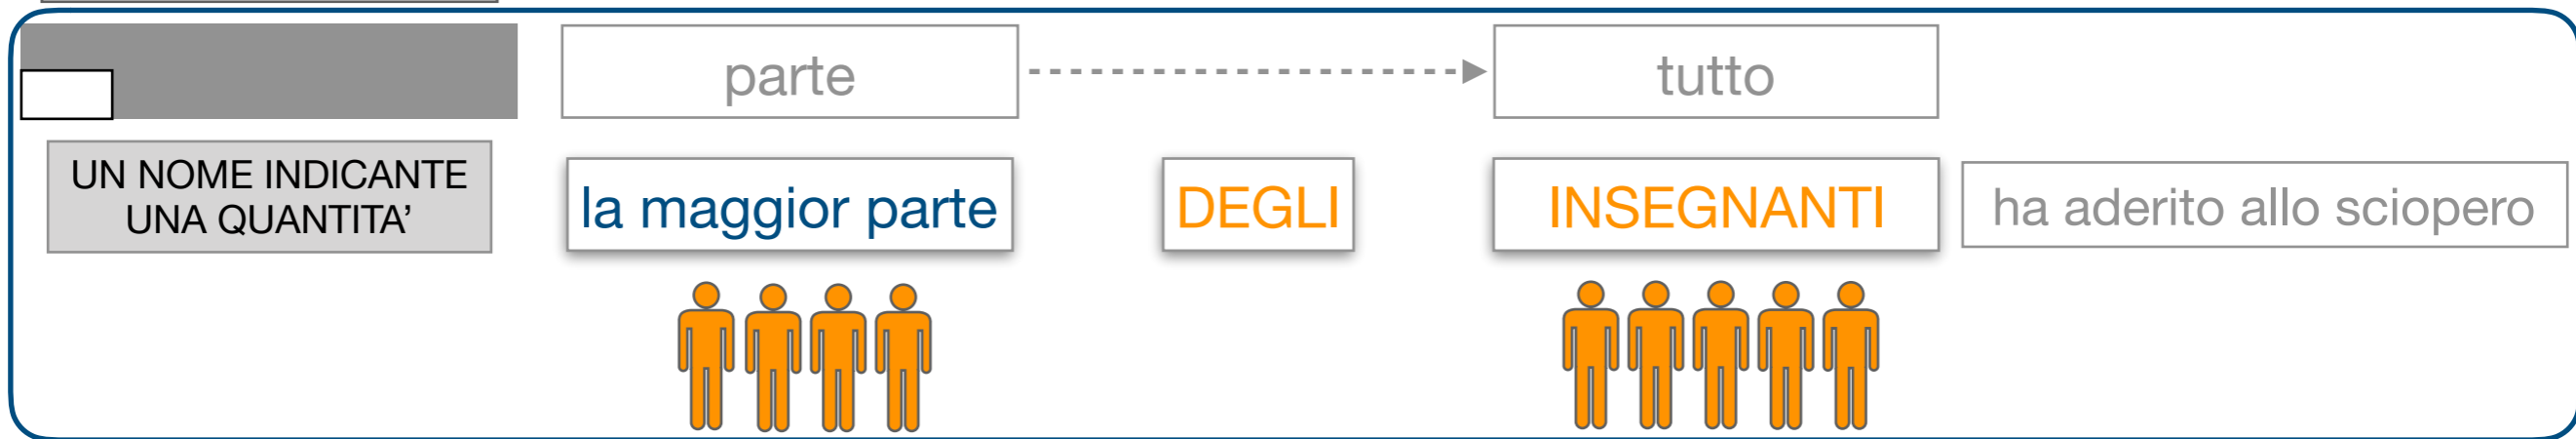 parte
tutto
UN NOME INDICANTE
UNA QUANTITA’
la maggior parte
DEGLI
INSEGNANTI
ha aderito allo sciopero